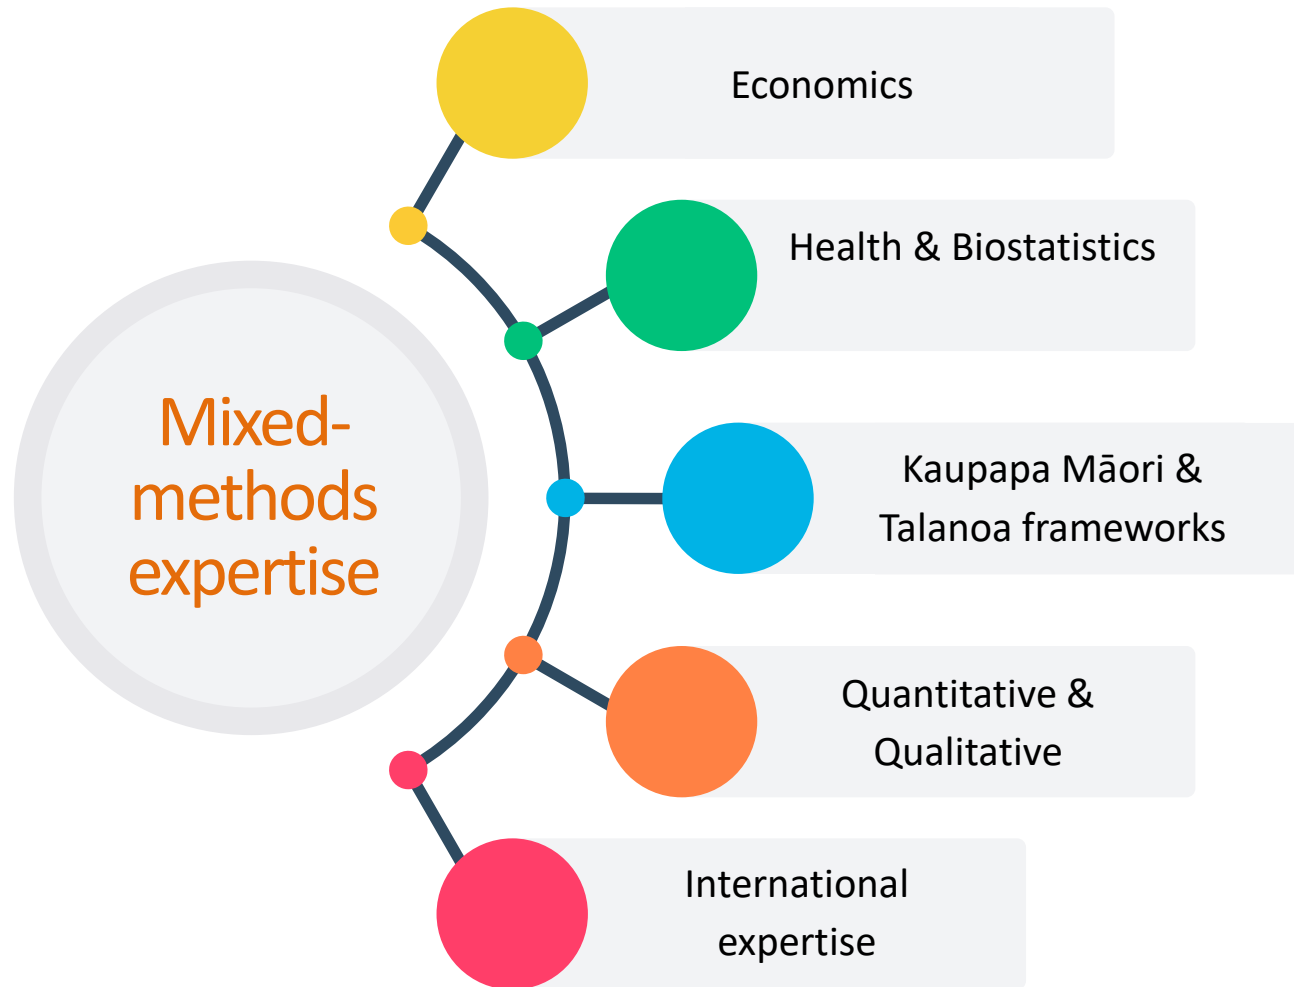 Economics
Health & Biostatistics
Mixed-
methods
expertise
Kaupapa Māori &
Talanoa frameworks
Quantitative &
Qualitative
International
expertise